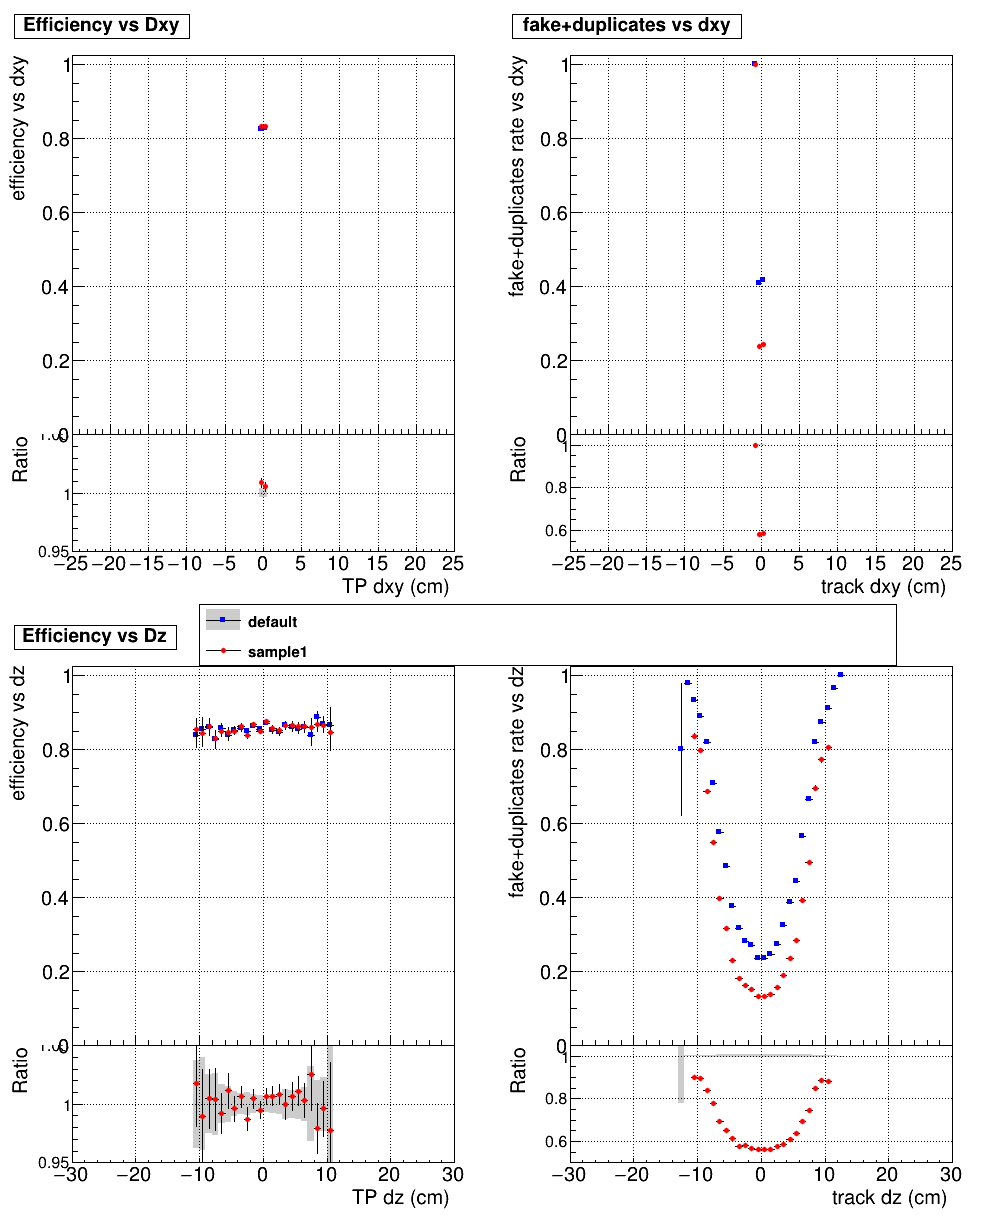 Efficiency vs Dxy
efficiency vs dxy
1
0.8
0.6
0.4
0.2
0
Ratio
1
0.95
−25 −20 −15 −10 −5 0 5 10 15 20 25
TP dxy (cm)
fake+duplicates vs dxy
fake+duplicates rate vs dxy
1
0.8
0.6
0.4
0.2
0
Ratio
1
0.8
0.6
−25 −20 −15 −10 −5 0 5 10 15 20 25
track dxy (cm)
default
sample1
Efficiency vs Dz
efficiency vs dz
1
0.8
0.6
0.4
0.2
0
Ratio
1
0.95
−30 −20 −10 0 10 20 30
TP dz (cm)
fake+duplicates rate vs dz
1
0.8
0.6
0.4
0.2
0
Ratio
1
0.8
0.6
−30 −20 −10 0 10 20 30
track dz (cm)